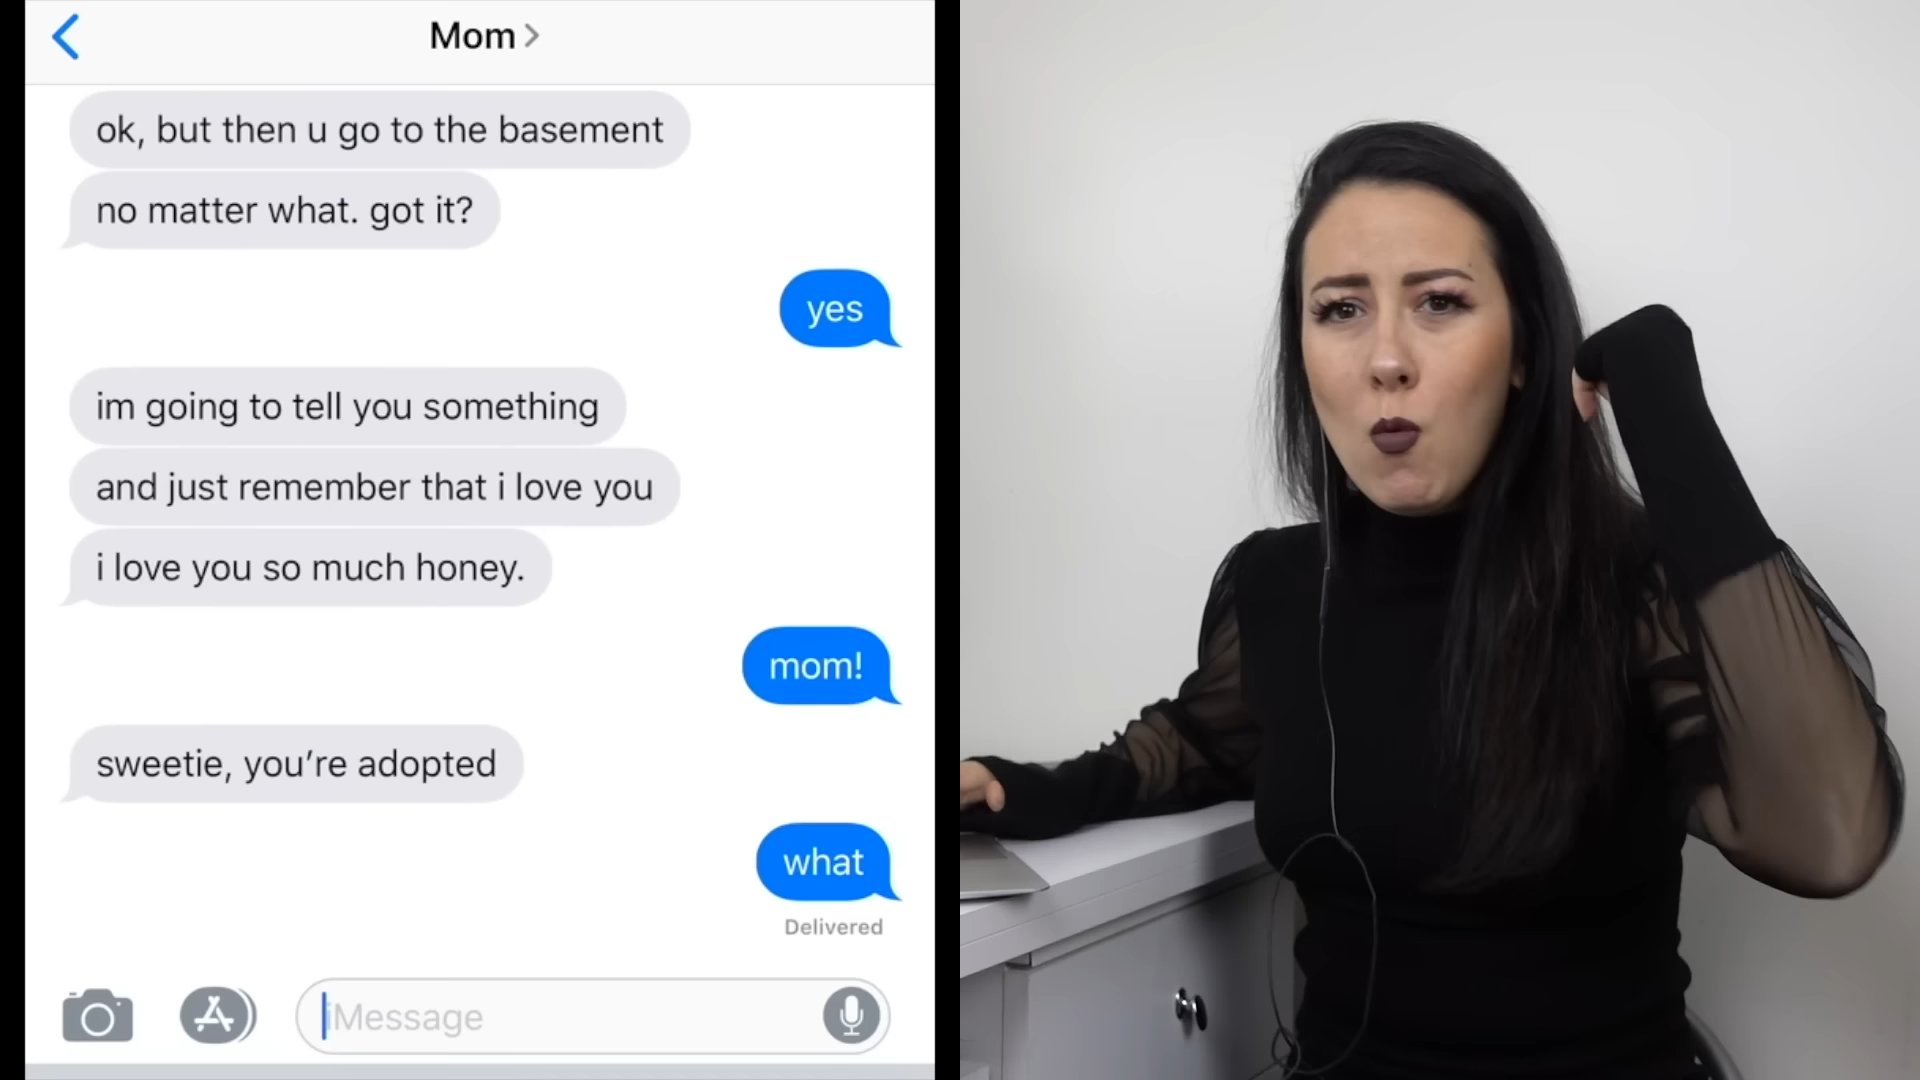 Mom
ok, but then u go to the basement
no matter what. got it?
yes
im going to tell you something
and just remember that i love you
i love you so much honey.
mom!
sweetie, you’re adopted
what
Delivered
iMessage